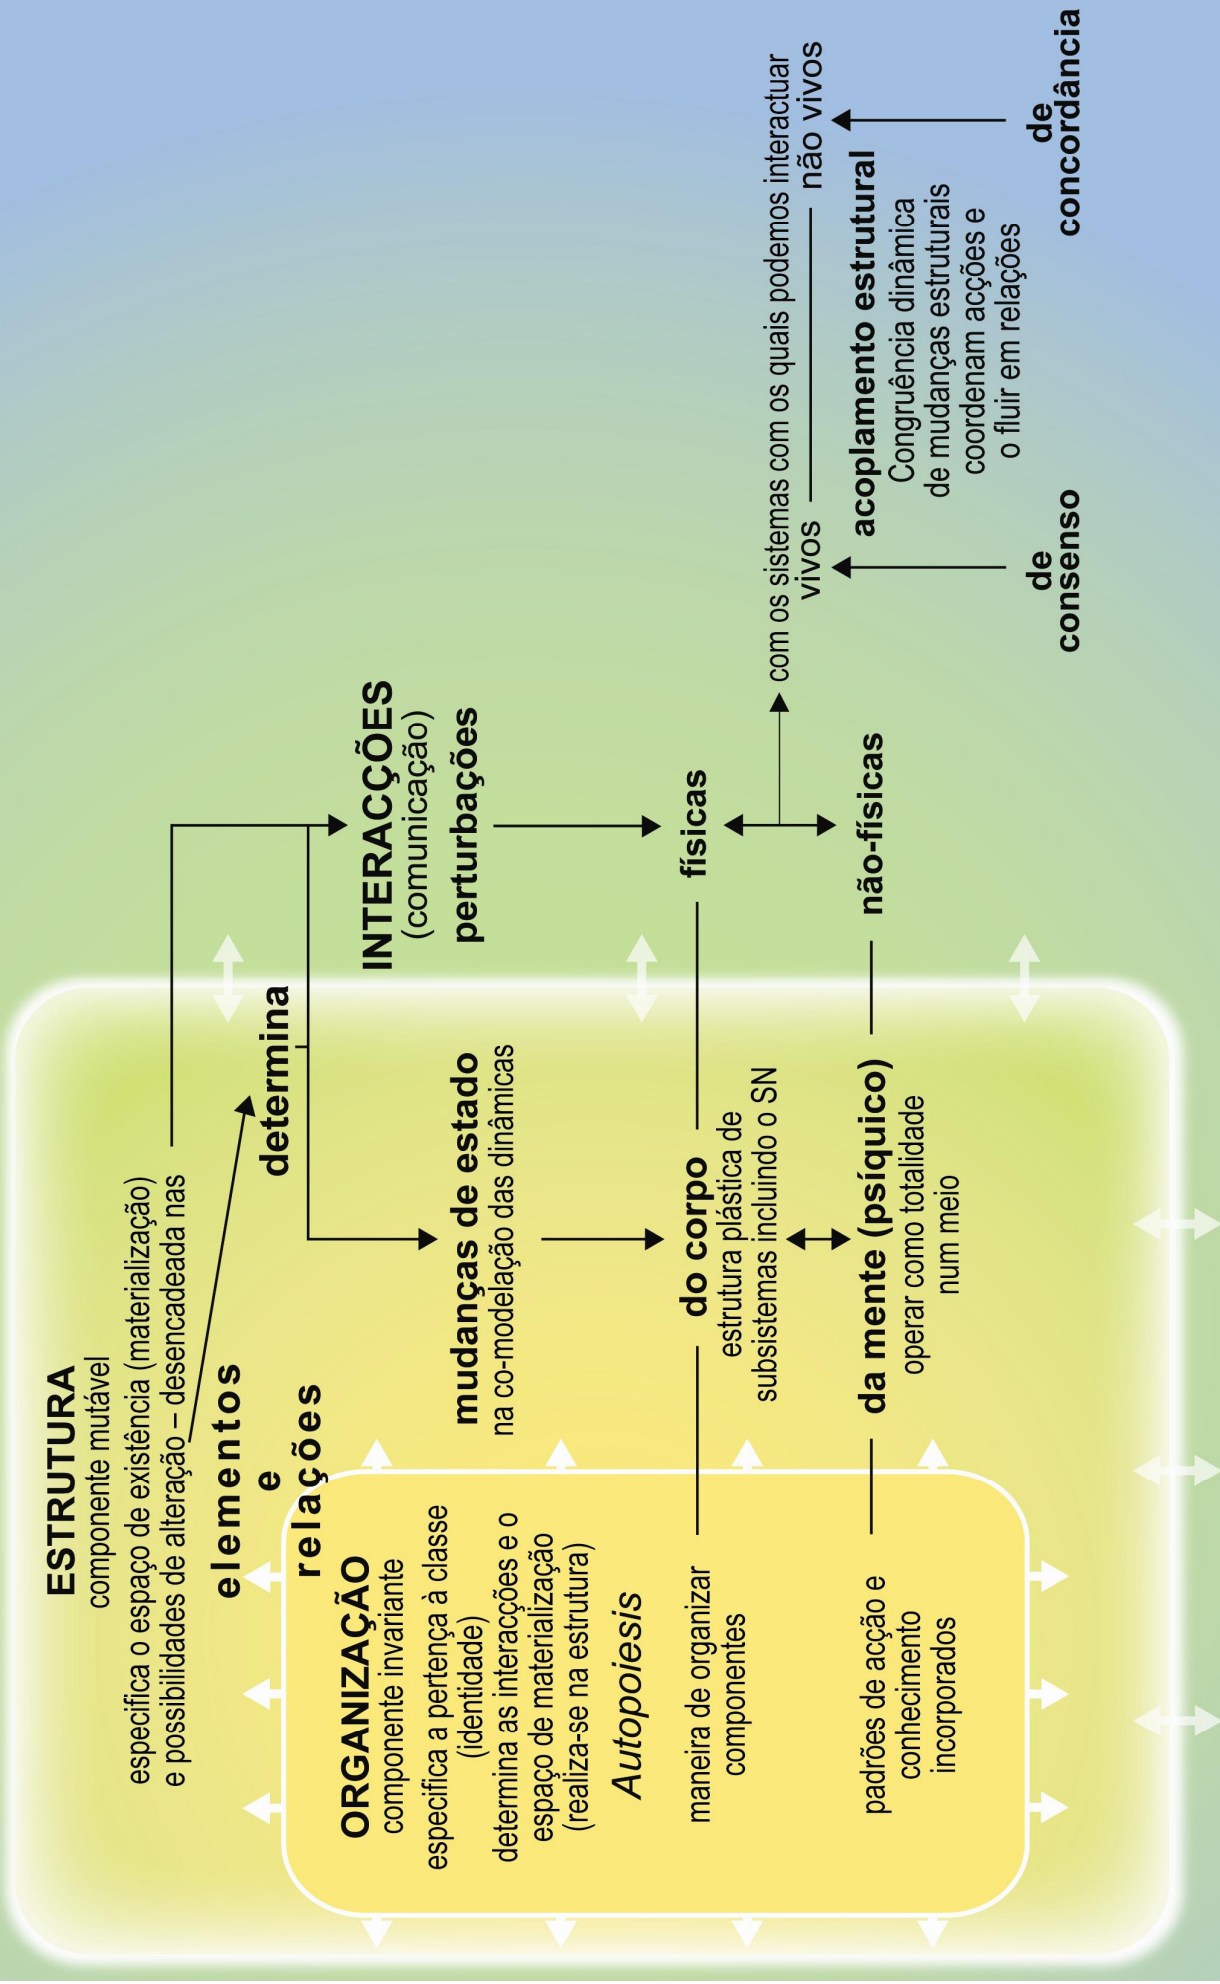 ESTRUTURA
componente mutável
especifica o espaço de existência (materialização)
e possibilidades de alteração – desencadeada nas
elementos
e
relações
determina
ORGANIZAÇÃO
componente invariante
especifica a pertença à classe
(identidade)
determina as interacções e o
espaço de materialização
(realiza-se na estrutura)
Autopoiesis
maneira de organizar
componentes
padrões de acção e
conhecimento
incorporados
mudanças de estado
na co-modelação das dinâmicas
do corpo
estrutura plástica de
subsistemas incluindo o SN
da mente (psíquico)
operar como totalidade
num meio
INTERACÇÕES
(comunicação)
perturbações
físicas
não-físicas
com os sistemas com os quais podemos interactuar
vivos
não vivos
acoplamento estrutural
Congruência dinâmica
de mudanças estruturais
coordenam acções e
o fluir em relações
de
consenso
de
concordância